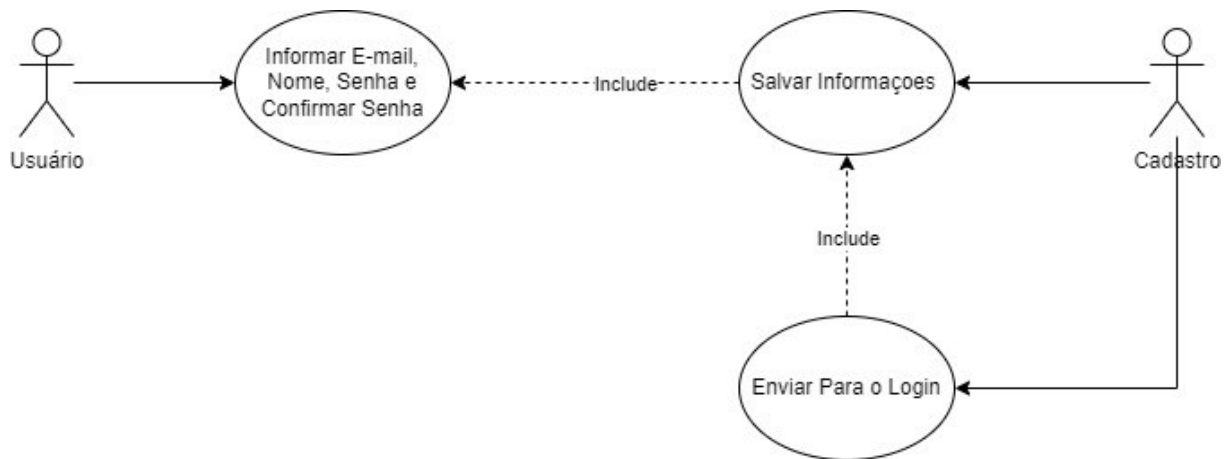 Informar E-mail,
Nome, Senha e
Confirmar Senha
Include
Salvar Informaçoes
Usuário
Cadastro
Include
Enviar Para o Login